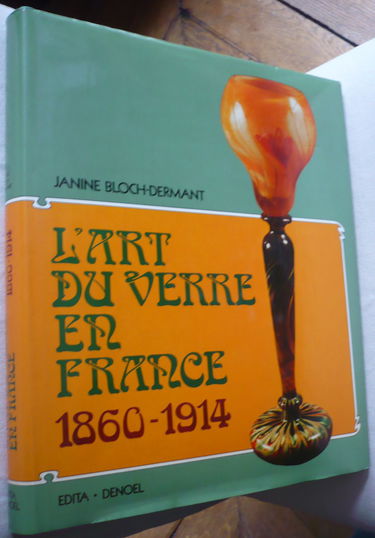 JANINE BLOCH-DERMANT
L'ART
DU VERRE
EN
FRANCE
1860-1914
EDITA • DENOEL
1860-1914
EN FRANCE